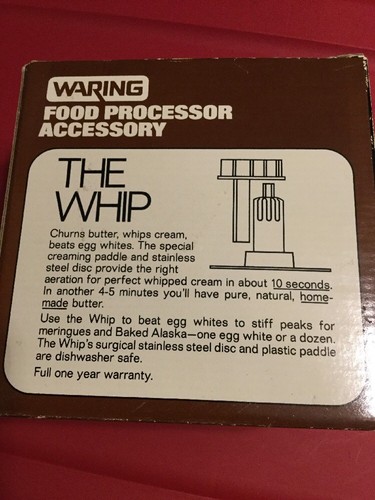 WARING
FOOD PROCESSOR
ACCESSORY
THE
WHIP
Churns butter, whips cream,
beats egg whites. The special
creaming paddle and stainless
steel disc provide the right
aeration for perfect whipped cream in about 10 seconds.
In another 4-5 minutes you'll have pure, natural, home-
made butter.
Use the Whip to beat egg whites to stiff peaks for
meringues and Baked Alaska—one egg white or a dozen.
The Whip's surgical stainless steel disc and plastic paddle
are dishwasher safe.
Full one year warranty.